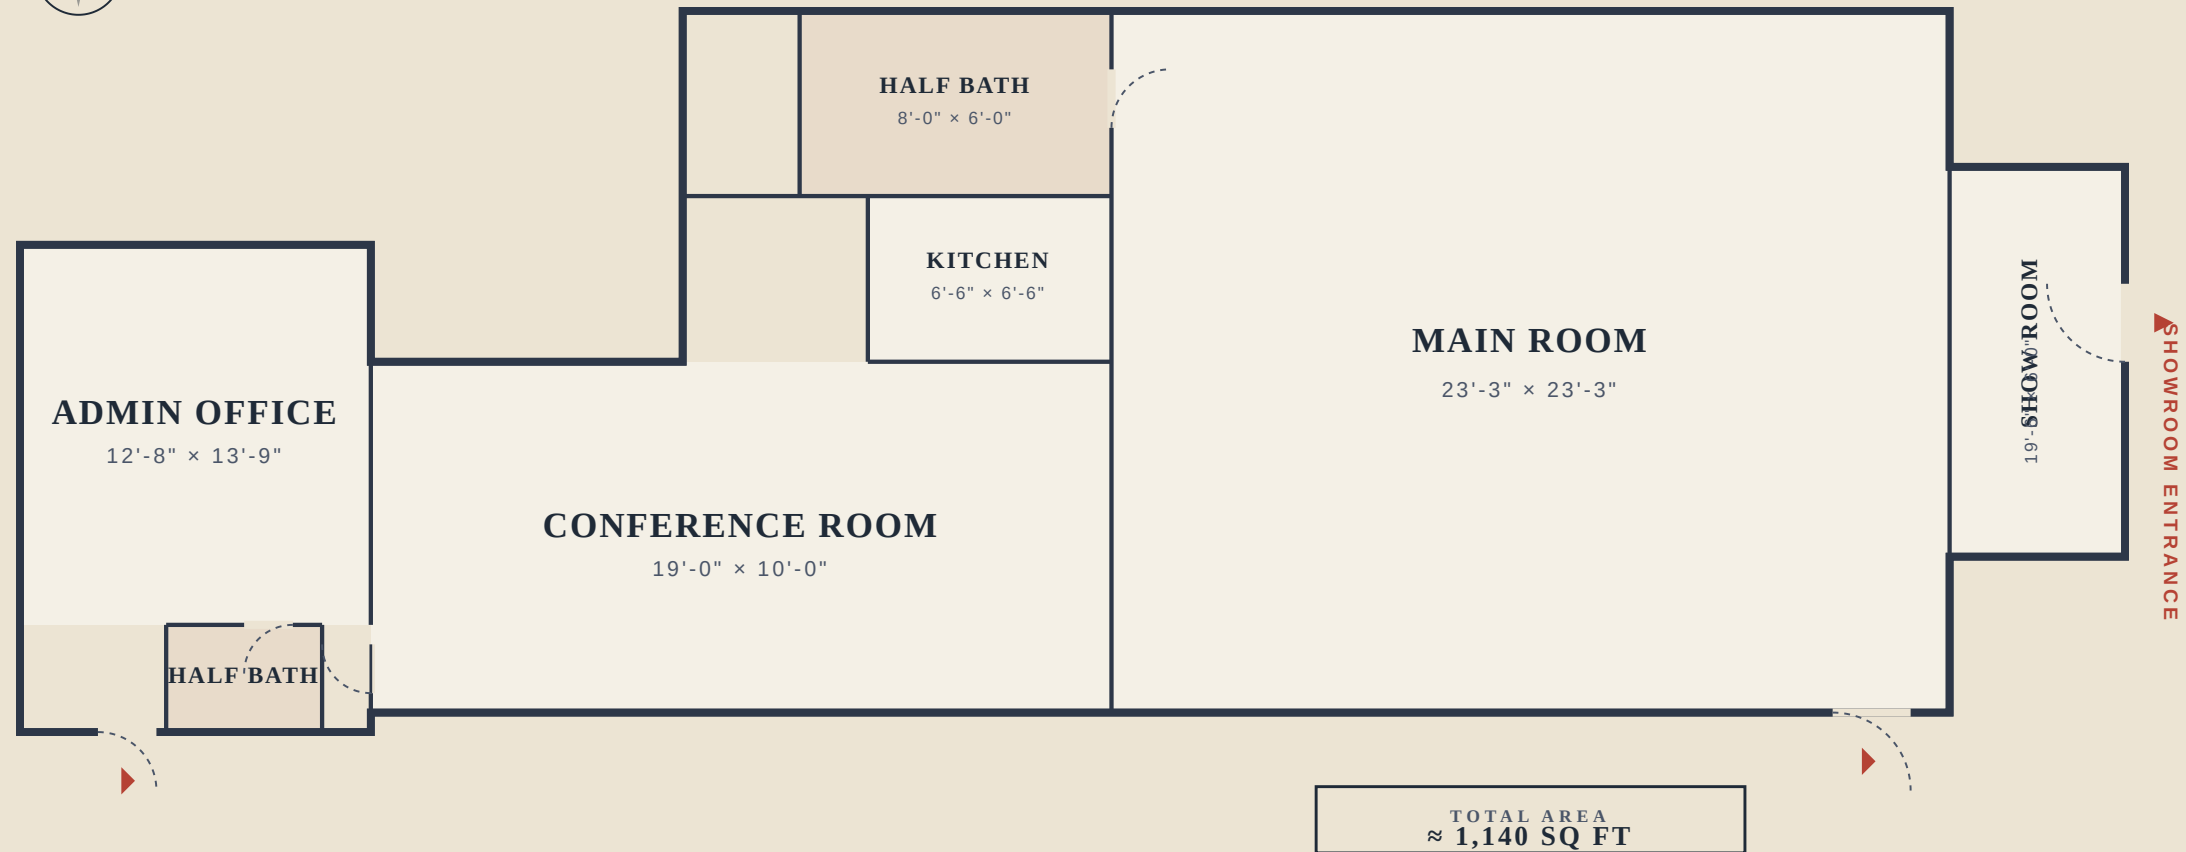 HALF BATH
8'-0" × 6'-0"
KITCHEN
6'-6" × 6'-6"
MAIN ROOM
23'-3" × 23'-3"
SHOW ROOM
SHOWROOM ENTRANCE
ADMIN OFFICE
12'-8" × 13'-9"
CONFERENCE ROOM
19'-0" × 10'-0"
HALF BATH
TOTAL AREA
≈ 1,140 SQ FT